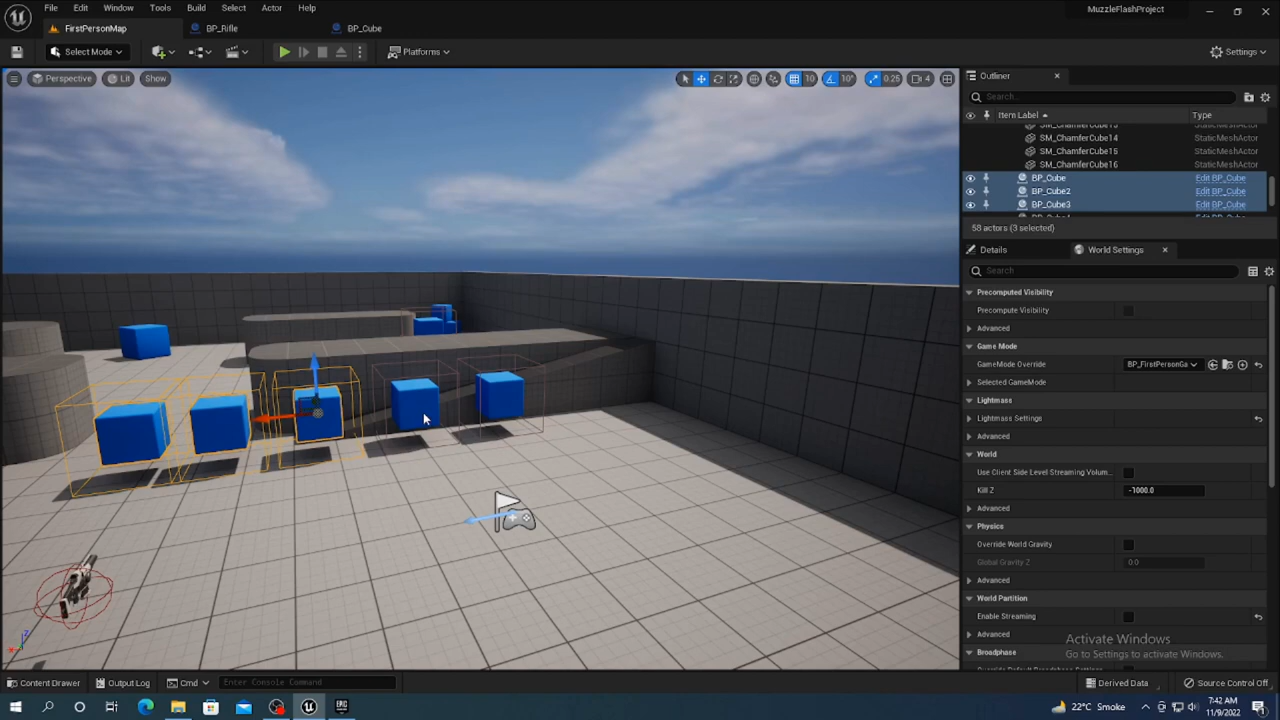 File Edit Window Tools Build Select Actor Help
MuzzleFlashProject
FirstPersonMap
BP_Rifle
BP_Cube
Select Mode
Platforms
Settings
Perspective
Lit
Show
10
10°
0.25
4
Outliner
Search...
Item Label
Type
SM_ChamferCube14 StaticMeshActor
SM_ChamferCube15 StaticMeshActor
SM_ChamferCube16 StaticMeshActor
BP_Cube Edit BP_Cube
BP_Cube2 Edit BP_Cube
BP_Cube3 Edit BP_Cube
58 actors (3 selected)
Details
World Settings
Search
Precomputed Visibility
Precompute Visibility
Advanced
Game Mode
GameMode Override BP_FirstPersonGa
Selected GameMode
Lightmass
Lightmass Settings
Advanced
World
Use Client Side Level Streaming Volum...
Kill Z -1000.0
Advanced
Physics
Override World Gravity
Global Gravity Z 0.0
Advanced
World Partition
Enable Streaming
Advanced
Broadphase
Activate Windows
Go to Settings to activate Windows.
Content Drawer
Output Log
Cmd
Enter Console Command
Derived Data
Source Control Off
22°C Smoke
7:42 AM
11/9/2022